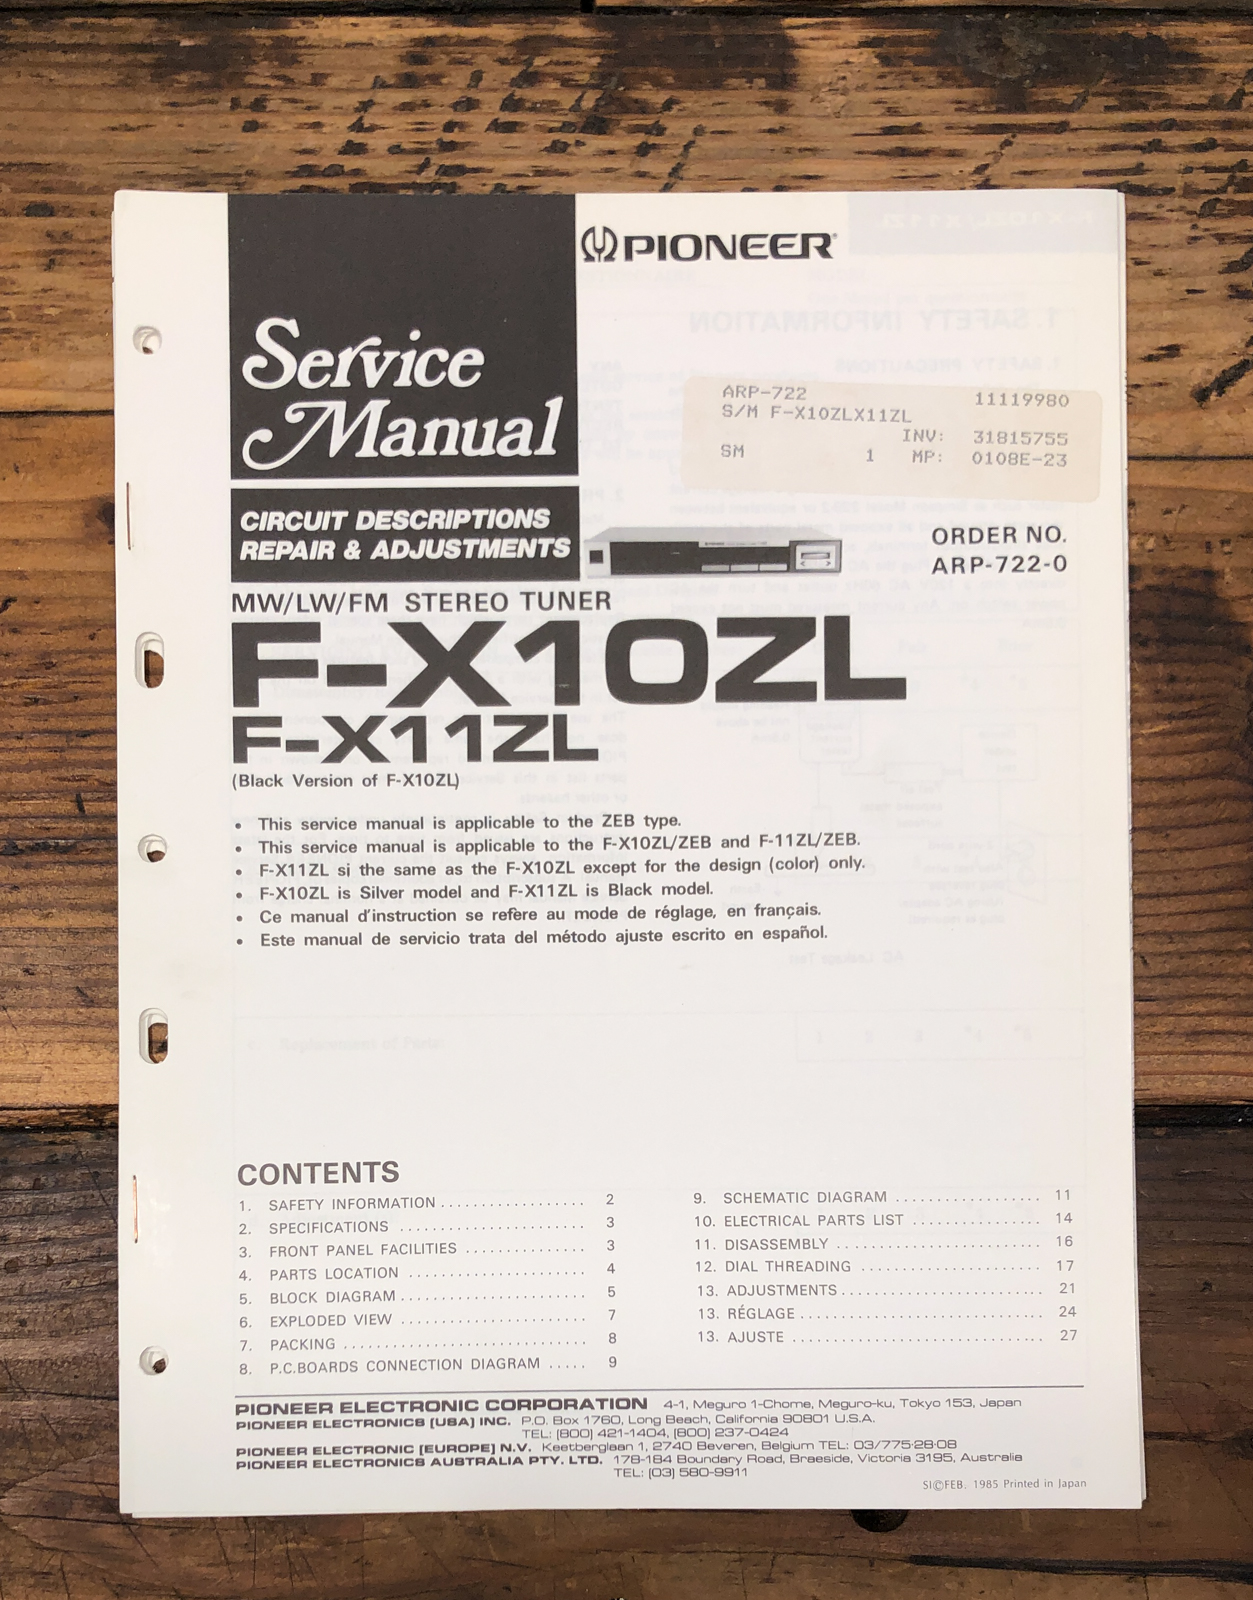 PIONEER
Service
Manual
ARP-722 11119980
S/M F-X10ZLX11ZL
INV: 31815755
SM 1 MP: 0108E-23
CIRCUIT DESCRIPTIONS
REPAIR & ADJUSTMENTS
ORDER NO.
ARP-722-0
MW/LW/FM STEREO TUNER
F-X10ZL
F-X11ZL
(Black Version of F-X10ZL)
• This service manual is applicable to the ZEB type.
• This service manual is applicable to the F-X10ZL/ZEB and F-11ZL/ZEB.
• F-X11ZL si the same as the F-X10ZL except for the design (color) only.
• F-X10ZL is Silver model and F-X11ZL is Black model.
• Ce manual d'instruction se refère au mode de réglage, en français.
• Este manual de servicio trata del método ajuste escrito en español.
CONTENTS
1. SAFETY INFORMATION ................. 2
2. SPECIFICATIONS ...................... 3
3. FRONT PANEL FACILITIES .............. 3
4. PARTS LOCATION ..................... 4
5. BLOCK DIAGRAM ...................... 5
6. EXPLODED VIEW ...................... 7
7. PACKING ............................. 8
8. P.C.BOARDS CONNECTION DIAGRAM ..... 9
9. SCHEMATIC DIAGRAM .................. 11
10. ELECTRICAL PARTS LIST ................ 14
11. DISASSEMBLY ......................... 16
12. DIAL THREADING ...................... 17
13. ADJUSTMENTS ......................... 21
13. RÉGLAGE .............................. 24
13. AJUSTE ............................... 27
PIONEER ELECTRONIC CORPORATION 4-1, Meguro 1-Chome, Meguro-ku, Tokyo 153, Japan
PIONEER ELECTRONICS [USA] INC. P.O. Box 1760, Long Beach, California 90801 U.S.A.
TEL: [800] 421-1404, [800] 237-0424
PIONEER ELECTRONIC [EUROPE] N.V. Keetberglaan 1, 2740 Beveren, Belgium TEL: 03/775·28·08
PIONEER ELECTRONICS AUSTRALIA PTY. LTD. 178-184 Boundary Road, Braeside, Victoria 3195, Australia
TEL: [03] 580-9911
SI©FEB. 1985 Printed in Japan